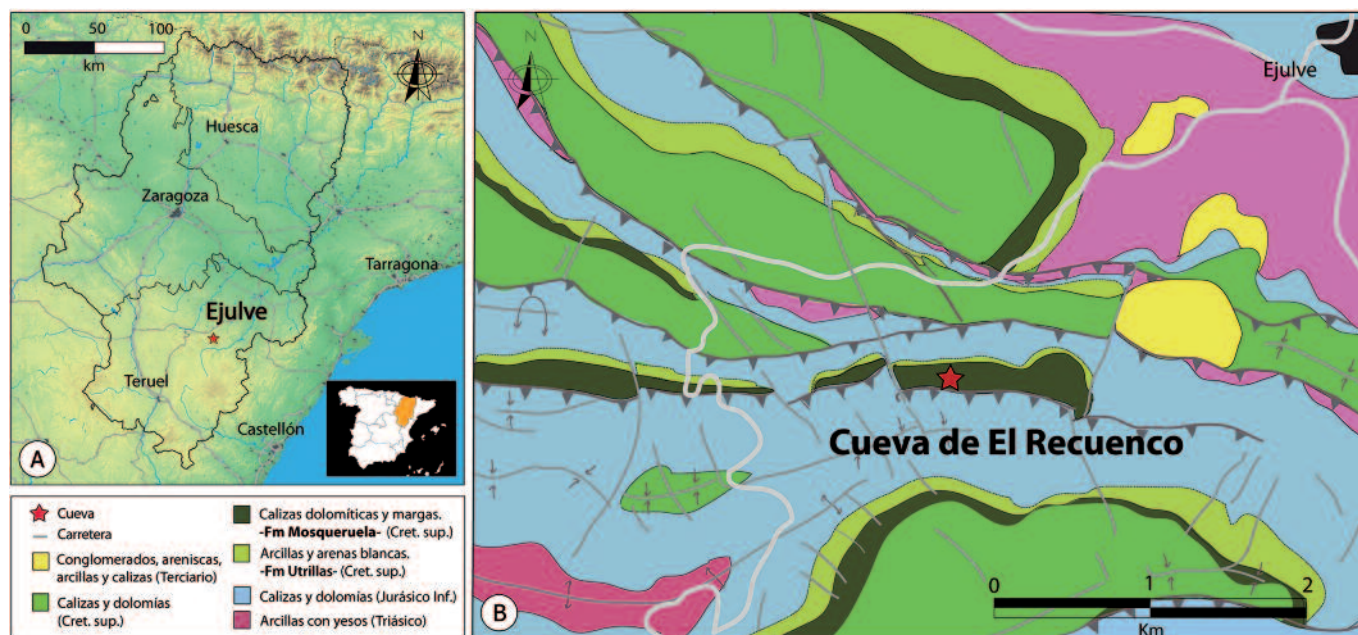 0 50 100
km
N
Huesca
Zaragoza
Tarragona
Ejulve
Teruel
Castellón
A
Cueva
Carretera
Conglomerados, areniscas,
arcillas y calizas (Terciario)
Calizas y dolomías
(Cret. sup.)
Calizas dolomíticas y margas.
-Fm Mosqueruela- (Cret. sup.)
Arcillas y arenas blancas.
-Fm Utrillas- (Cret. sup.)
Calizas y dolomías (Jurásico Inf.)
Arcillas con yesos (Triásico)
N
Ejulve
Cueva de El Recuenco
0 1 2
Km
B